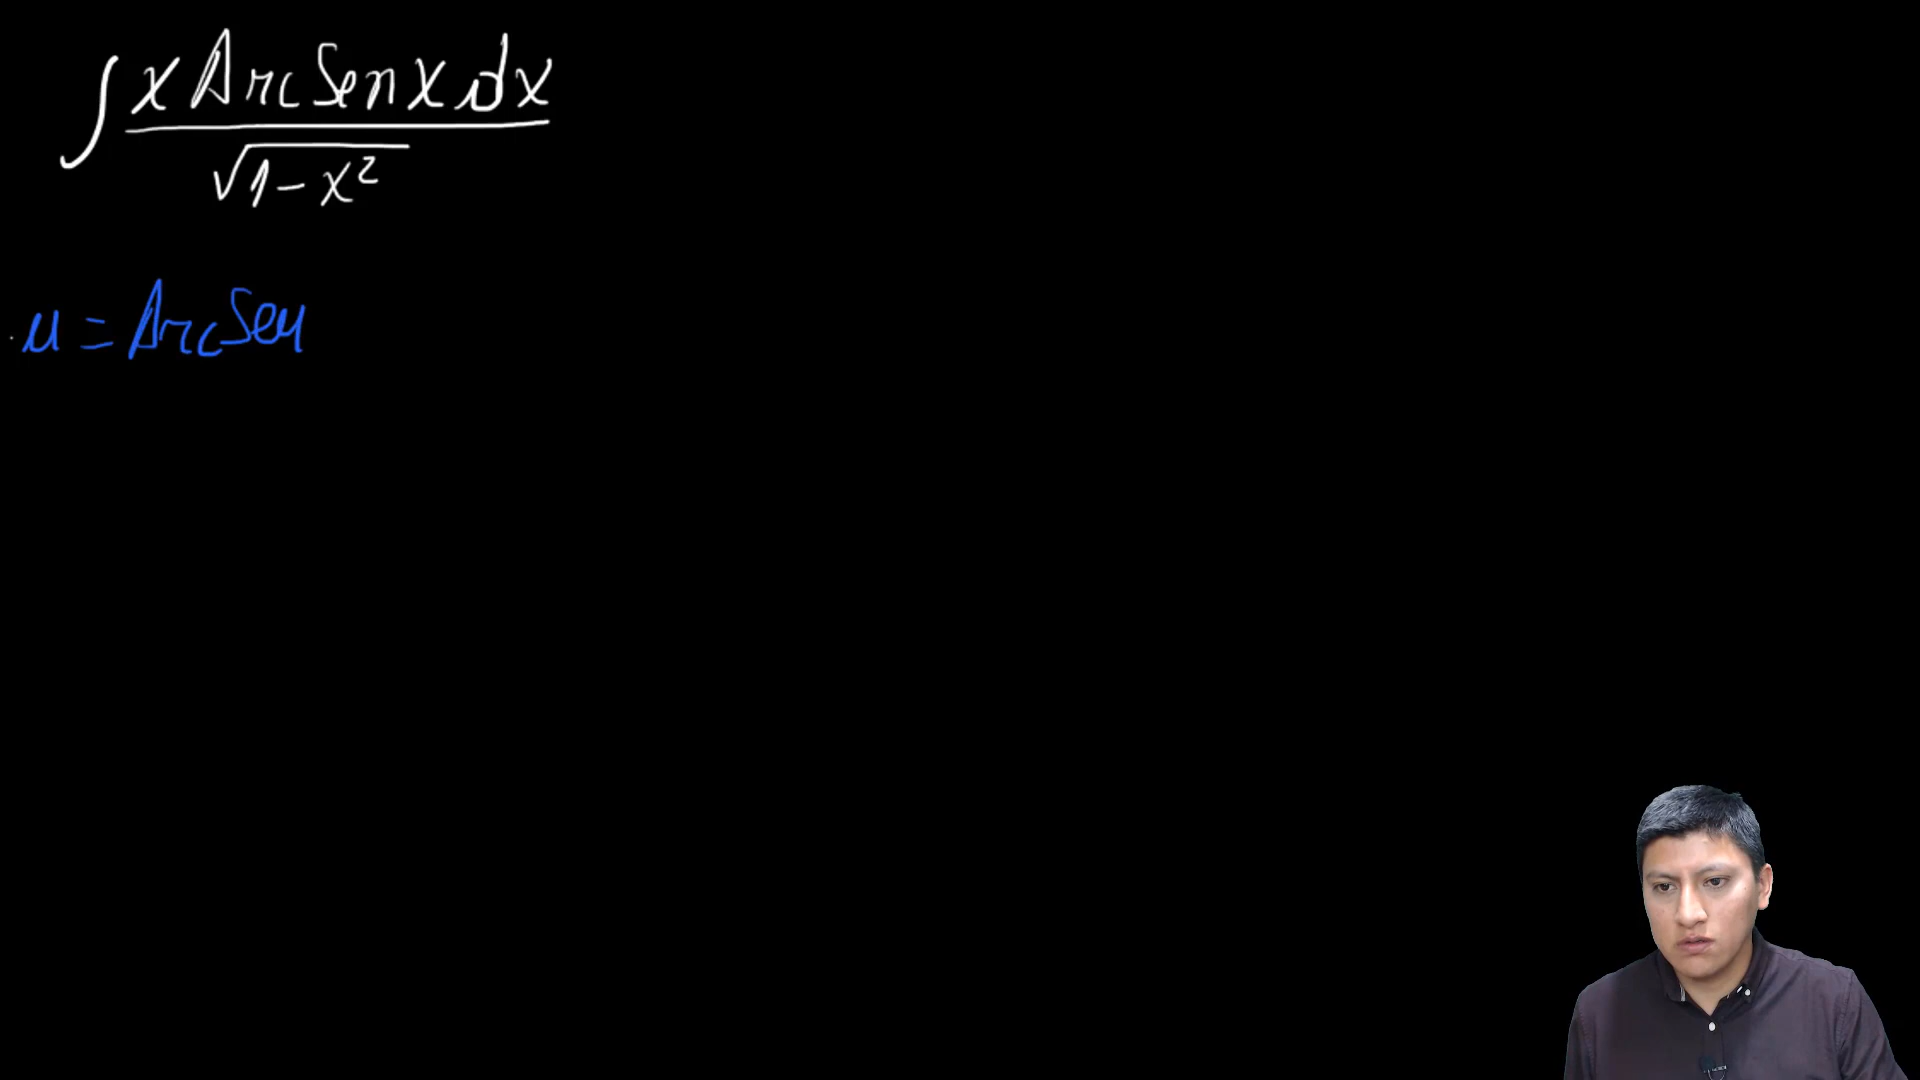 ∫ x ArcSen x dx
√1-x²
u = ArcSen